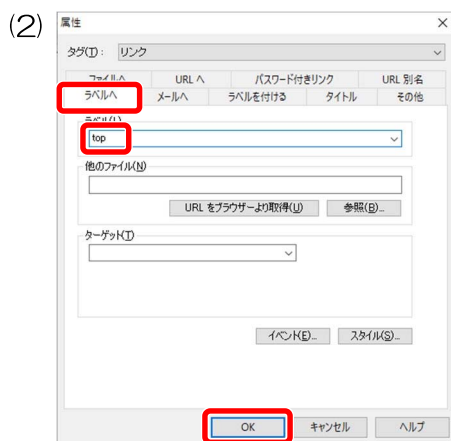 (2)
属性
タグ(T): リンク
ファイルへ URL へ パスワード付きリンク URL 別名
ラベルへ メールへ ラベルを付ける タイトル その他
ラベル(L)
top
他のファイル(N)
URL をブラウザーより取得(U) 参照(B)...
ターゲット(T)
イベント(E)... スタイル(S)...
OK キャンセル ヘルプ